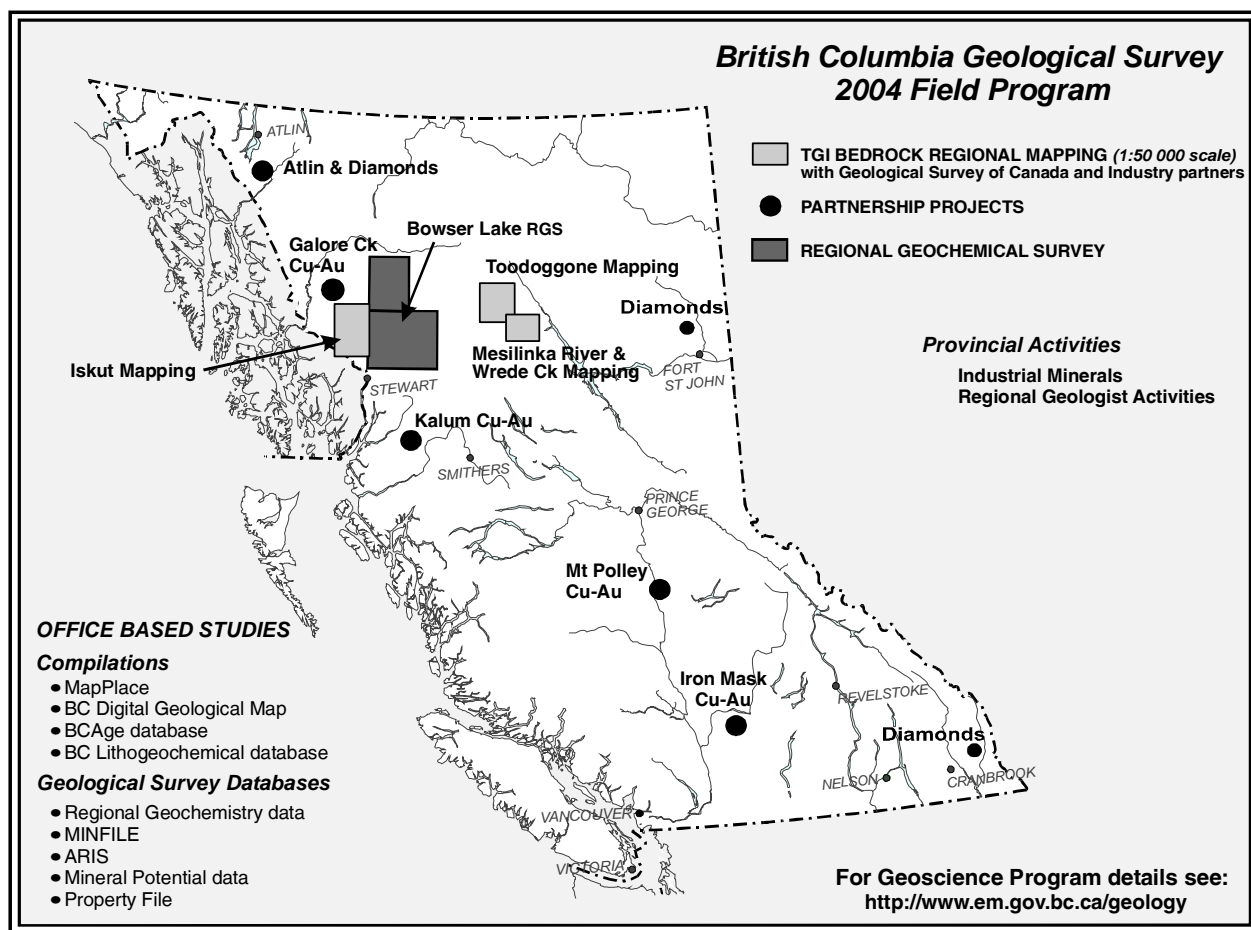 British Columbia Geological Survey
2004 Field Program
TGI BEDROCK REGIONAL MAPPING (1:50 000 scale)
with Geological Survey of Canada and Industry partners
PARTNERSHIP PROJECTS
REGIONAL GEOCHEMICAL SURVEY
Provincial Activities
Industrial Minerals
Regional Geologist Activities
ATLIN
Atlin & Diamonds
Bowser Lake RGS
Galore Ck
Cu-Au
Toodoggone Mapping
Diamonds
Iskut Mapping
Mesilinka River &
Wrede Ck Mapping
FORT
ST JOHN
STEWART
Kalum Cu-Au
SMITHERS
PRINCE
GEORGE
Mt Polley
Cu-Au
Iron Mask
Cu-Au
REVELSTOKE
Diamonds
NELSON
CRANBROOK
VANCOUVER
VICTORIA
OFFICE BASED STUDIES
Compilations
• MapPlace
• BC Digital Geological Map
• BCAge database
• BC Lithogeochemical database
Geological Survey Databases
• Regional Geochemistry data
• MINFILE
• ARIS
• Mineral Potential data
• Property File
For Geoscience Program details see:
http://www.em.gov.bc.ca/geology